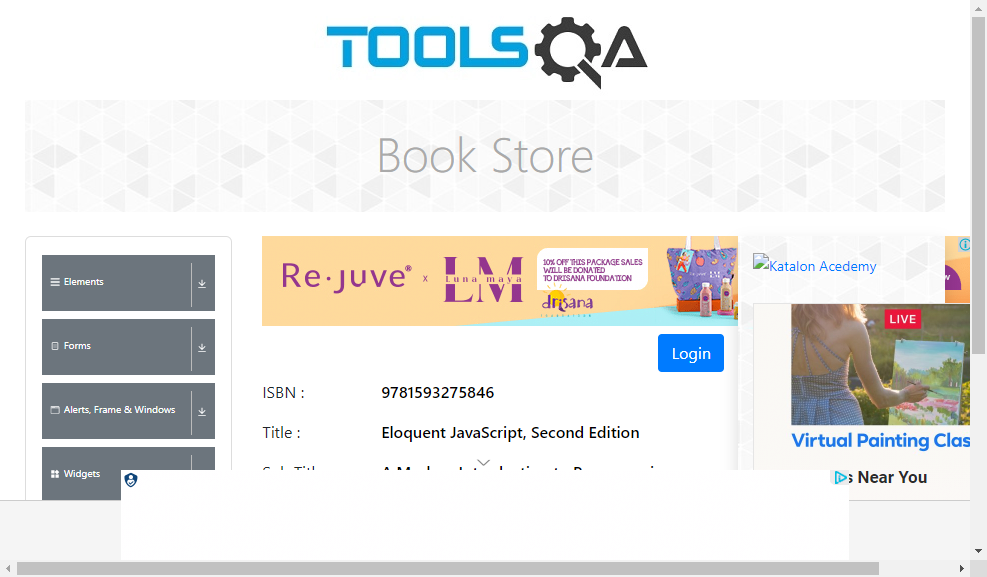 TOOLSQA
Book Store
Re·juve® x LM
Luna maya
10% OFF THIS PACKAGE SALES
WILL BE DONATED
TO DRISANA FOUNDATION
drisana
Katalon Acedemy
Elements
Forms
Alerts, Frame & Windows
Widgets
Login
ISBN :
9781593275846
Title :
Eloquent JavaScript, Second Edition
LIVE
Virtual Painting Clas
s Near You